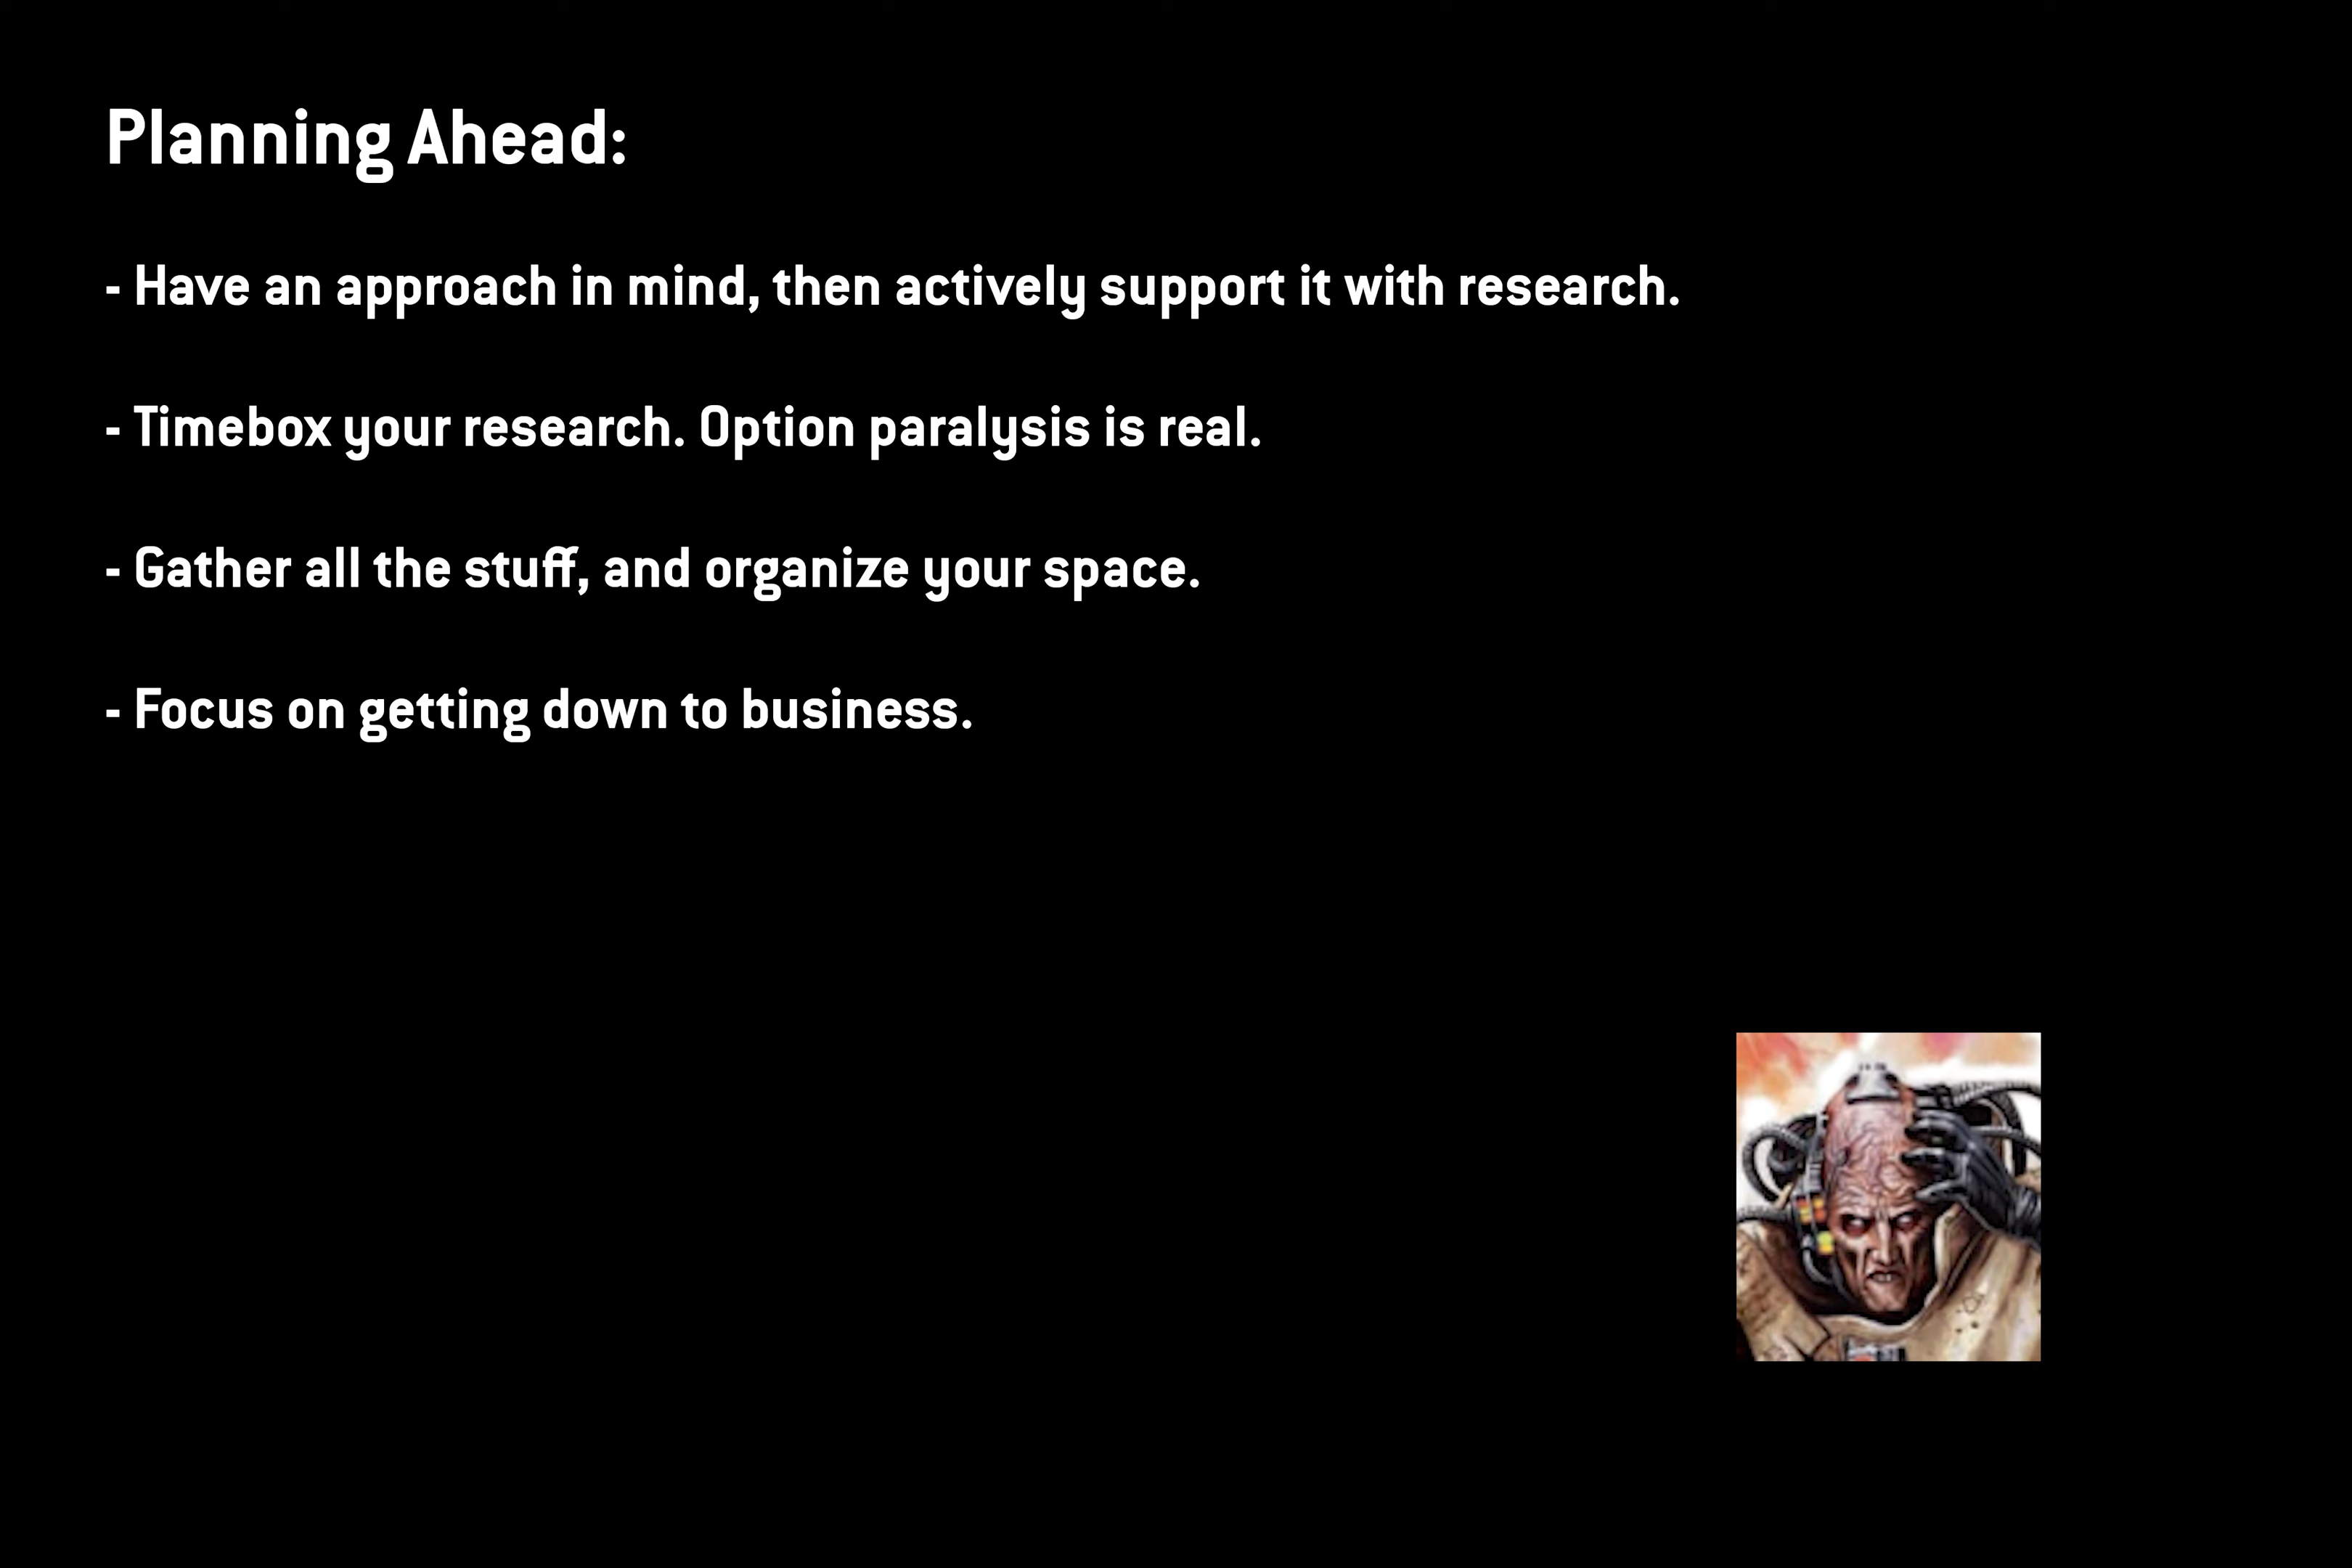 Planning Ahead:
- Have an approach in mind, then actively support it with research.
- Timebox your research. Option paralysis is real.
- Gather all the stuff, and organize your space.
- Focus on getting down to business.